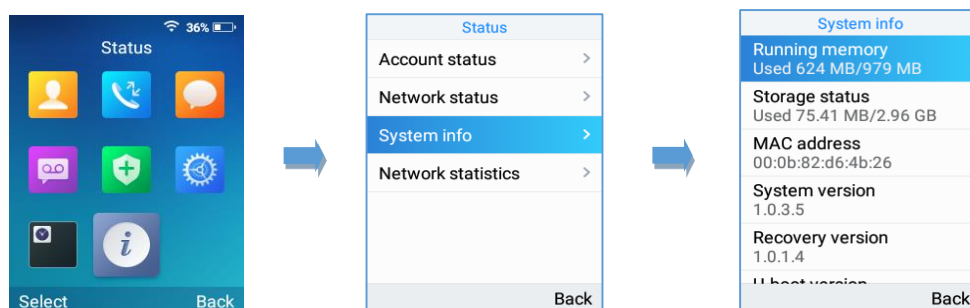 36%
Status
Select Back
Status
Account status
Network status
System info
Network statistics
Back
System info
Running memory
Used 624 MB/979 MB
Storage status
Used 75.41 MB/2.96 GB
MAC address
00:0b:82:d6:4b:26
System version
1.0.3.5
Recovery version
1.0.1.4
Back